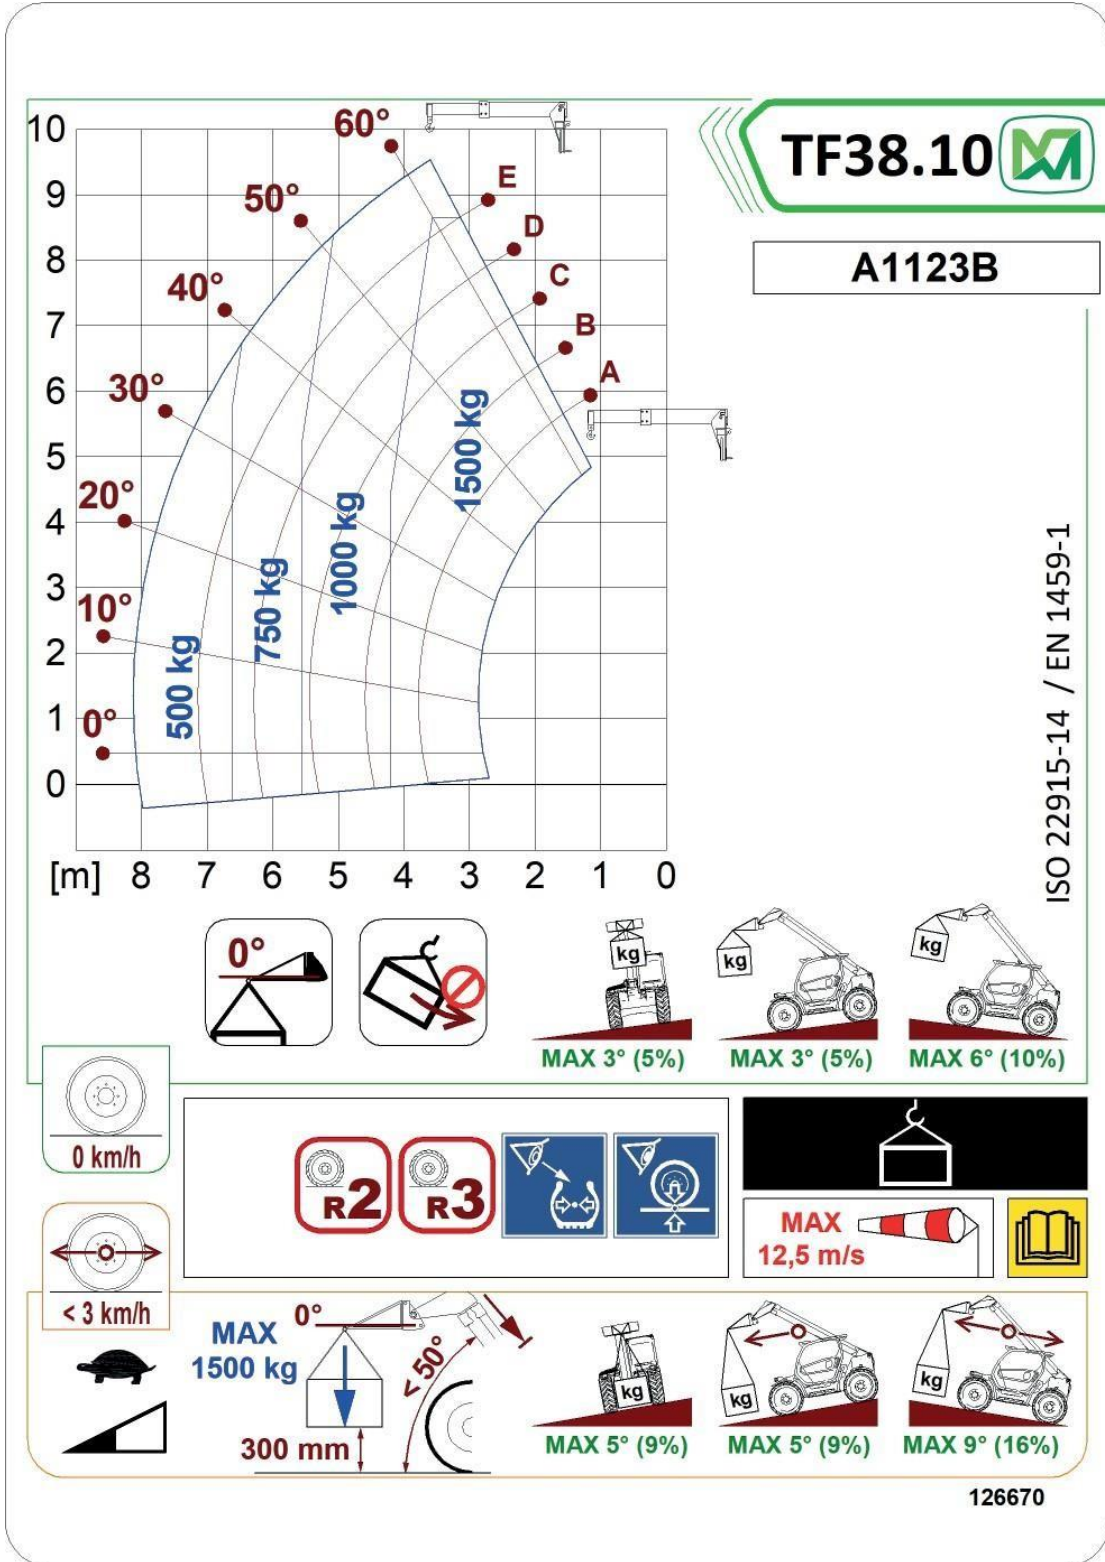 TF38.10
A1123B
10
9
8
7
6
5
4
3
2
1
0
[m] 8 7 6 5 4 3 2 1 0
60°
50°
40°
30°
20°
10°
0°
E
D
C
B
A
500 kg
750 kg
1000 kg
1500 kg
ISO 22915-14 / EN 1459-1
0°
kg
kg
kg
MAX 3° (5%)
MAX 3° (5%)
MAX 6° (10%)
0 km/h
R2
R3
MAX
12,5 m/s
< 3 km/h
MAX
1500 kg
0°
< 50°
300 mm
kg
kg
kg
MAX 5° (9%)
MAX 5° (9%)
MAX 9° (16%)
126670